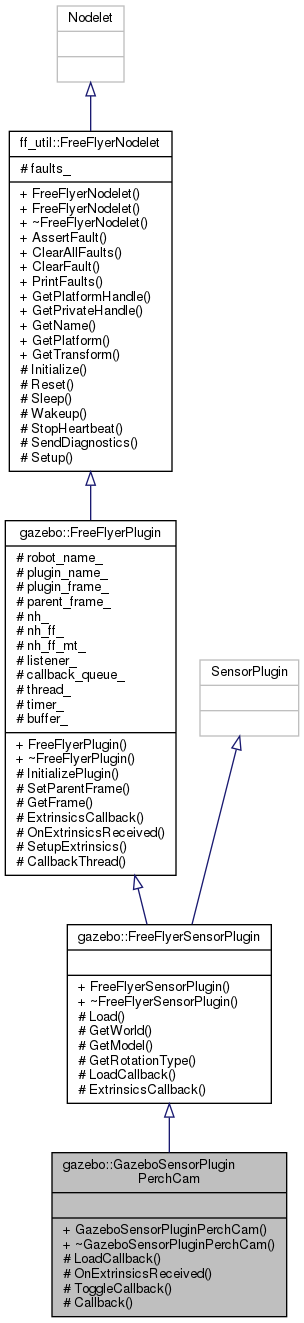 Nodelet
ff_util::FreeFlyerNodelet
# faults_
+ FreeFlyerNodelet()
+ FreeFlyerNodelet()
+ ~FreeFlyerNodelet()
+ AssertFault()
+ ClearAllFaults()
+ ClearFault()
+ PrintFaults()
+ GetPlatformHandle()
+ GetPrivateHandle()
+ GetName()
+ GetPlatform()
+ GetTransform()
# Initialize()
# Reset()
# Sleep()
# Wakeup()
# StopHeartbeat()
# SendDiagnostics()
# Setup()
gazebo::FreeFlyerPlugin
# robot_name_
# plugin_name_
# plugin_frame_
# parent_frame_
# nh_
# nh_ff_
# nh_ff_mt_
# listener_
# callback_queue_
# thread_
# timer_
# buffer_
+ FreeFlyerPlugin()
+ ~FreeFlyerPlugin()
# InitializePlugin()
# SetParentFrame()
# GetFrame()
# ExtrinsicsCallback()
# OnExtrinsicsReceived()
# SetupExtrinsics()
# CallbackThread()
SensorPlugin
gazebo::FreeFlyerSensorPlugin
+ FreeFlyerSensorPlugin()
+ ~FreeFlyerSensorPlugin()
# Load()
# GetWorld()
# GetModel()
# GetRotationType()
# LoadCallback()
# ExtrinsicsCallback()
gazebo::GazeboSensorPlugin
PerchCam
+ GazeboSensorPluginPerchCam()
+ ~GazeboSensorPluginPerchCam()
# LoadCallback()
# OnExtrinsicsReceived()
# ToggleCallback()
# Callback()